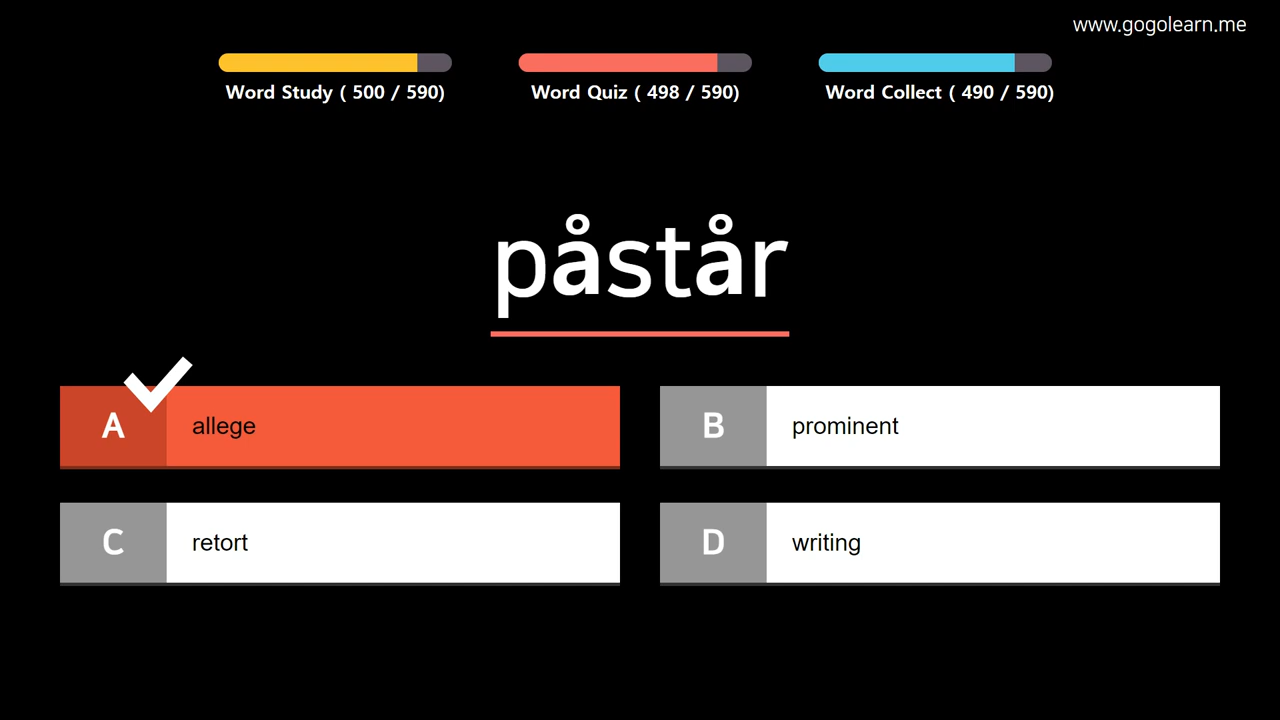 www.gogolearn.me
Word Study ( 500 / 590)
Word Quiz ( 498 / 590)
Word Collect ( 490 / 590)
påstår
A
allege
B
prominent
C
retort
D
writing